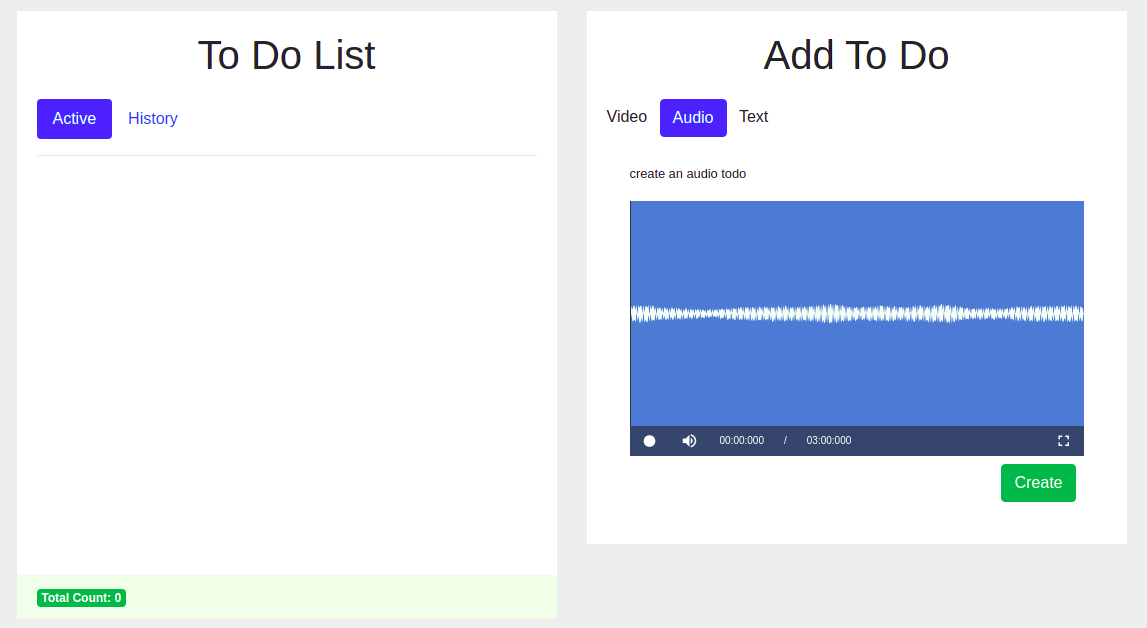 To Do List
Active History
Total Count: 0
Add To Do
Video Audio Text
create an audio todo
00:00:000 / 03:00:000
Create